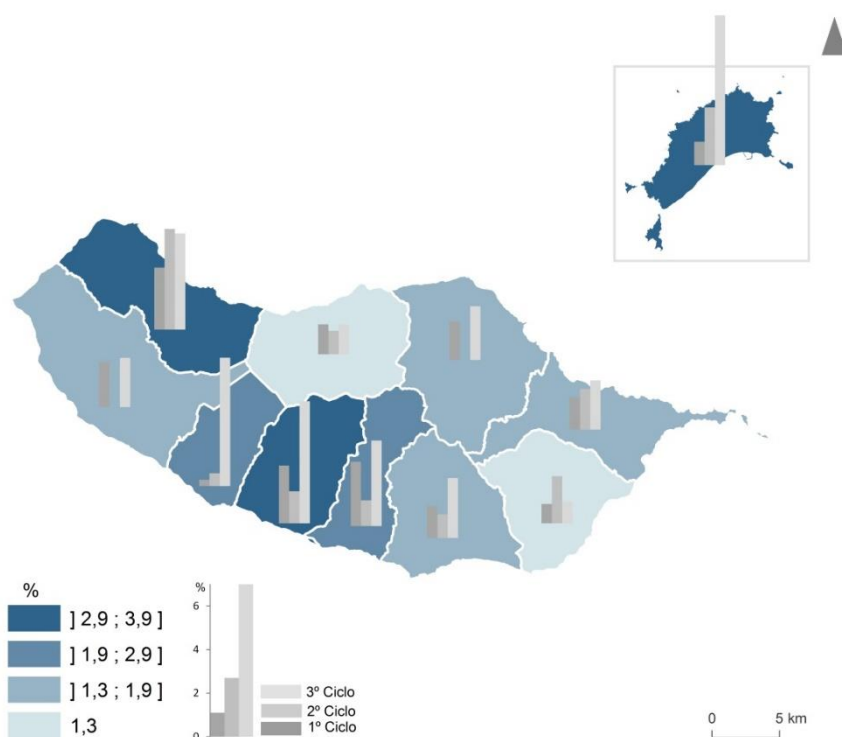 %
] 2,9 ; 3,9 ]
] 1,9 ; 2,9 ]
] 1,3 ; 1,9 ]
1,3
%
6
4
2
0
3º Ciclo
2º Ciclo
1º Ciclo
0 5 km